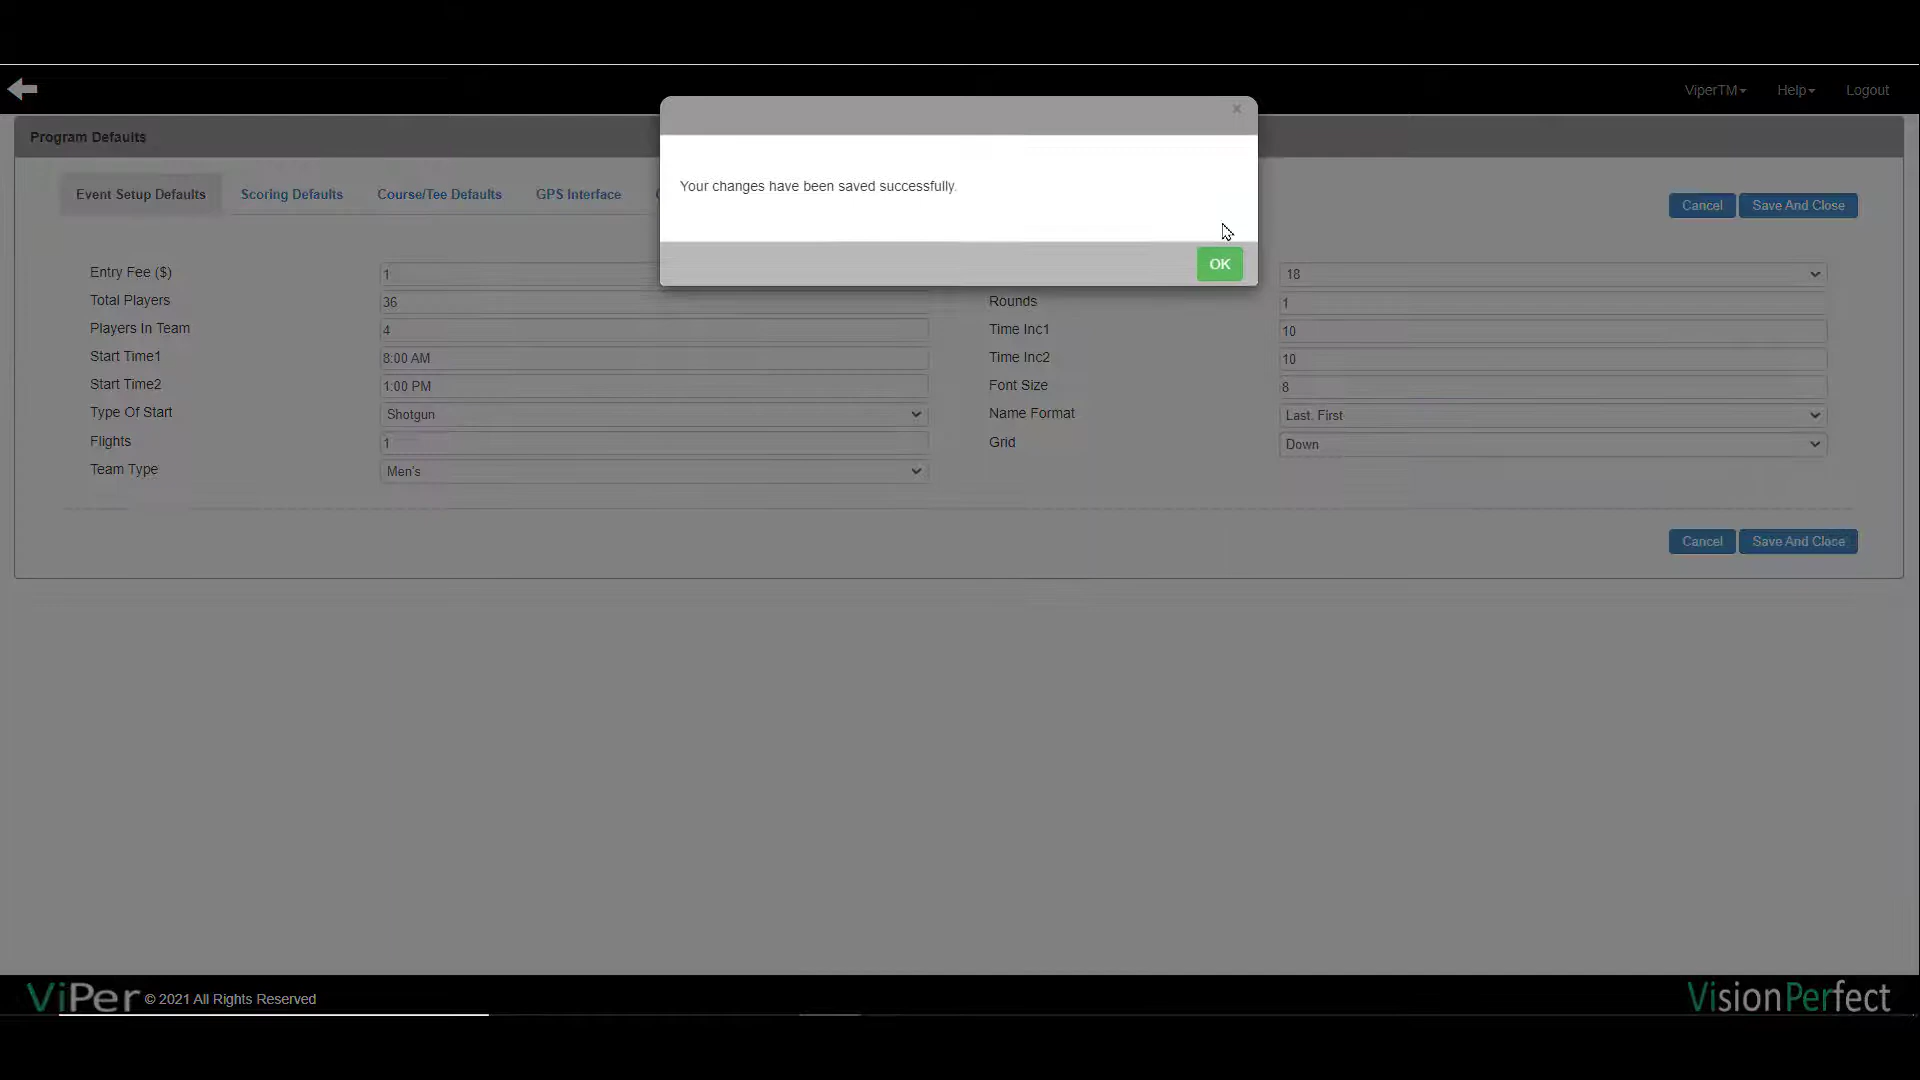 ViperTM
Help
Logout
×
Program Defaults
Your changes have been saved successfully.
OK
Event Setup Defaults
Scoring Defaults
Course/Tee Defaults
GPS Interface
Cancel
Save And Close
Entry Fee ($)
1
18
Total Players
36
Rounds
1
Players In Team
4
Time Inc1
10
Start Time1
8:00 AM
Time Inc2
10
Start Time2
1:00 PM
Font Size
8
Type Of Start
Shotgun
Name Format
Last. First
Flights
1
Grid
Down
Team Type
Men's
Cancel
Save And Close
ViPer © 2021 All Rights Reserved
VisionPerfect